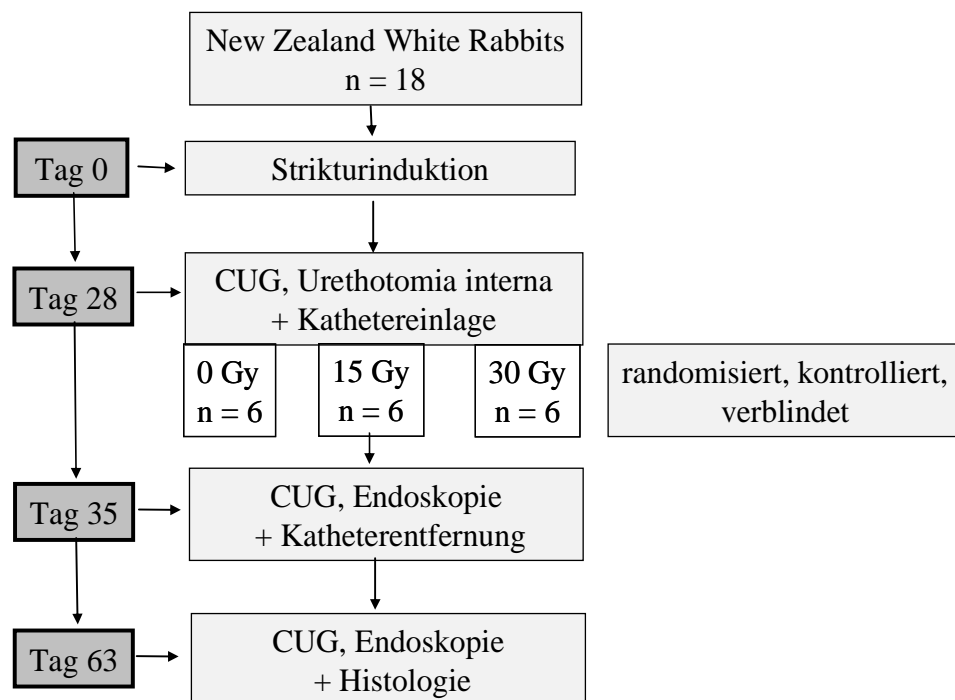 New Zealand White Rabbits
n = 18
Tag 0
Strikturinduktion
Tag 28
CUG, Urethotomia interna
+ Kathetereinlage
0 Gy
n = 6
15 Gy
n = 6
30 Gy
n = 6
randomisiert, kontrolliert,
verblindet
Tag 35
CUG, Endoskopie
+ Katheterentfernung
Tag 63
CUG, Endoskopie
+ Histologie